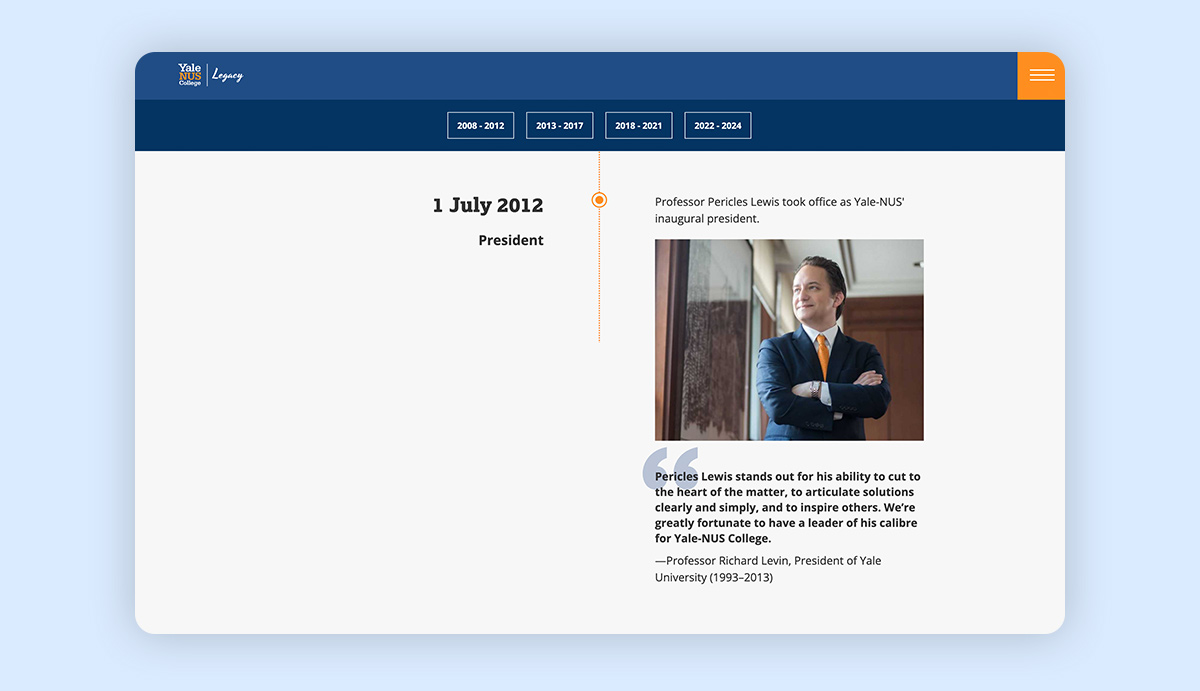 Yale
NUS
College
Legacy
2008 - 2012
2013 - 2017
2018 - 2021
2022 - 2024
1 July 2012
President
Professor Pericles Lewis took office as Yale-NUS'
inaugural president.
“
Pericles Lewis stands out for his ability to cut to
the heart of the matter, to articulate solutions
clearly and simply, and to inspire others. We’re
greatly fortunate to have a leader of his calibre
for Yale-NUS College.
—Professor Richard Levin, President of Yale
University (1993–2013)